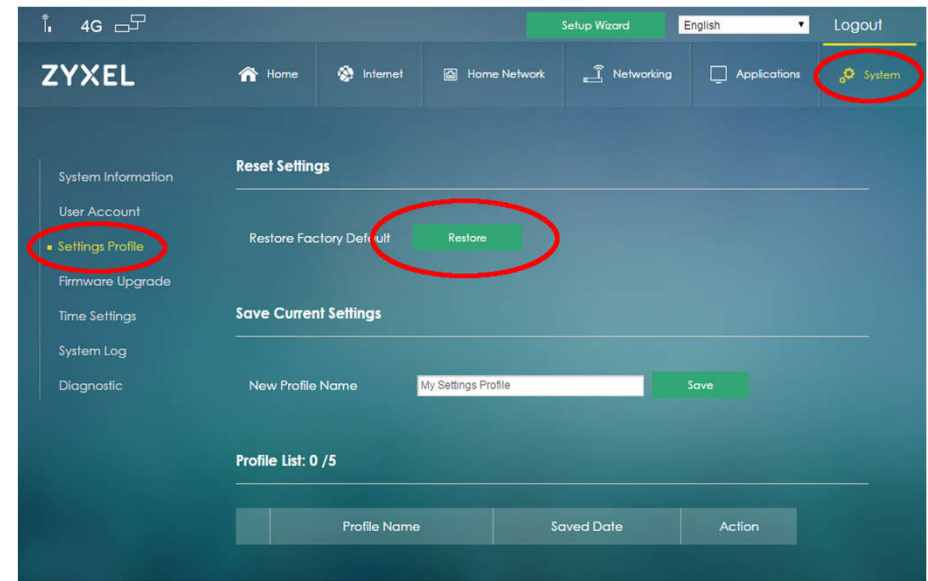 4G
Setup Wizard
English
Logout
ZYXEL
Home
Internet
Home Network
Networking
Applications
System
System Information
User Account
Settings Profile
Firmware Upgrade
Time Settings
System Log
Diagnostic
Reset Settings
Restore Factory Default
Restore
Save Current Settings
New Profile Name
My Settings Profile
Save
Profile List: 0 /5
Profile Name
Saved Date
Action